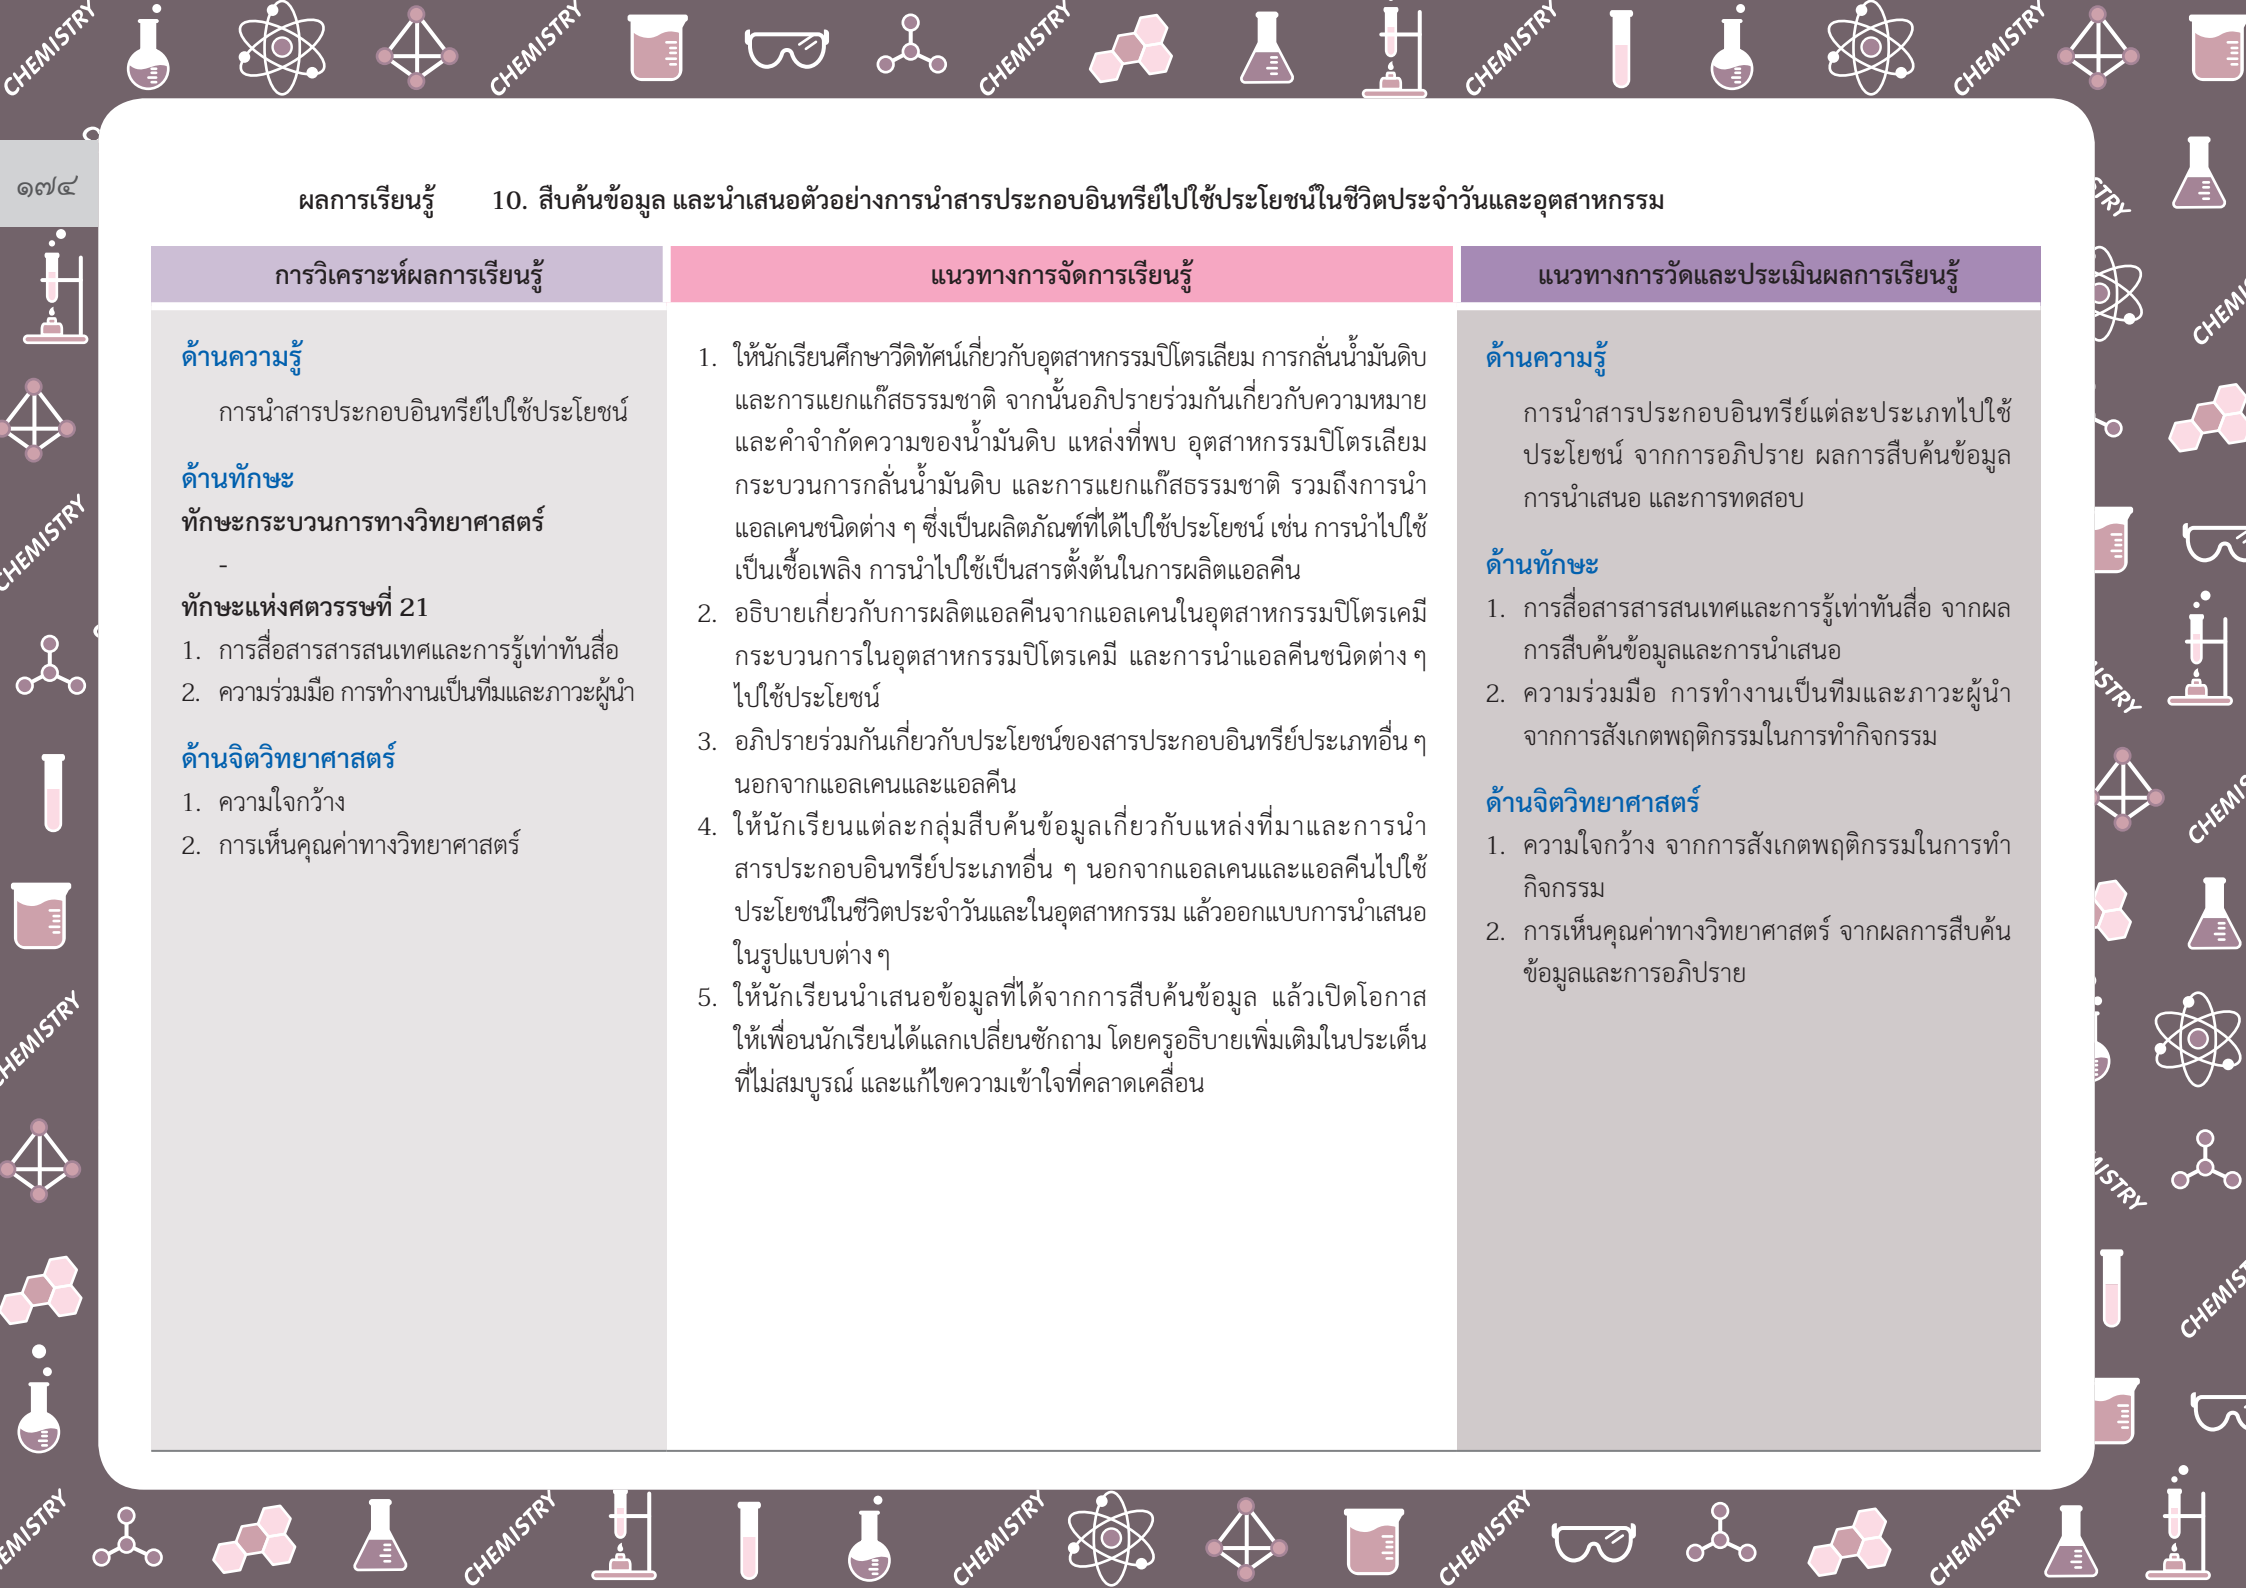 CHEMISTRY
CHEMISTRY
CHEMISTRY
CHEMISTRY
CHEMISTRY
๑๗๔
ผลการเรียนรู้ 10. สืบค้นข้อมูล และนำเสนอตัวอย่างการนำสารประกอบอินทรีย์ไปใช้ประโยชน์ในชีวิตประจำวันและอุตสาหกรรม
การวิเคราะห์ผลการเรียนรู้
ด้านความรู้
การนำสารประกอบอินทรีย์ไปใช้ประโยชน์
ด้านทักษะ
ทักษะกระบวนการทางวิทยาศาสตร์
-
ทักษะแห่งศตวรรษที่ 21
1. การสื่อสารสารสนเทศและการรู้เท่าทันสื่อ
2. ความร่วมมือ การทำงานเป็นทีมและภาวะผู้นำ
ด้านจิตวิทยาศาสตร์
1. ความใจกว้าง
2. การเห็นคุณค่าทางวิทยาศาสตร์
แนวทางการจัดการเรียนรู้
1. ให้นักเรียนศึกษาวีดิทัศน์เกี่ยวกับอุตสาหกรรมปิโตรเลียม การกลั่นน้ำมันดิบ
และการแยกแก๊สธรรมชาติ จากนั้นอภิปรายร่วมกันเกี่ยวกับความหมาย
และคำจำกัดความของน้ำมันดิบ แหล่งที่พบ อุตสาหกรรมปิโตรเลียม
กระบวนการกลั่นน้ำมันดิบ และการแยกแก๊สธรรมชาติ รวมถึงการนำ
แอลเคนชนิดต่าง ๆ ซึ่งเป็นผลิตภัณฑ์ที่ได้ไปใช้ประโยชน์ เช่น การนำไปใช้
เป็นเชื้อเพลิง การนำไปใช้เป็นสารตั้งต้นในการผลิตแอลคีน
2. อธิบายเกี่ยวกับการผลิตแอลคีนจากแอลเคนในอุตสาหกรรมปิโตรเคมี
กระบวนการในอุตสาหกรรมปิโตรเคมี และการนำแอลคีนชนิดต่าง ๆ
ไปใช้ประโยชน์
3. อภิปรายร่วมกันเกี่ยวกับประโยชน์ของสารประกอบอินทรีย์ประเภทอื่น ๆ
นอกจากแอลเคนและแอลคีน
4. ให้นักเรียนแต่ละกลุ่มสืบค้นข้อมูลเกี่ยวกับแหล่งที่มาและการนำ
สารประกอบอินทรีย์ประเภทอื่น ๆ นอกจากแอลเคนและแอลคีนไปใช้
ประโยชน์ในชีวิตประจำวันและในอุตสาหกรรม แล้วออกแบบการนำเสนอ
ในรูปแบบต่าง ๆ
5. ให้นักเรียนนำเสนอข้อมูลที่ได้จากการสืบค้นข้อมูล แล้วเปิดโอกาส
ให้เพื่อนนักเรียนได้แลกเปลี่ยนซักถาม โดยครูอธิบายเพิ่มเติมในประเด็น
ที่ไม่สมบูรณ์ และแก้ไขความเข้าใจที่คลาดเคลื่อน
แนวทางการวัดและประเมินผลการเรียนรู้
ด้านความรู้
การนำสารประกอบอินทรีย์แต่ละประเภทไปใช้
ประโยชน์ จากการอภิปราย ผลการสืบค้นข้อมูล
การนำเสนอ และการทดสอบ
ด้านทักษะ
1. การสื่อสารสารสนเทศและการรู้เท่าทันสื่อ จากผล
การสืบค้นข้อมูลและการนำเสนอ
2. ความร่วมมือ การทำงานเป็นทีมและภาวะผู้นำ
จากการสังเกตพฤติกรรมในการทำกิจกรรม
ด้านจิตวิทยาศาสตร์
1. ความใจกว้าง จากการสังเกตพฤติกรรมในการทำ
กิจกรรม
2. การเห็นคุณค่าทางวิทยาศาสตร์ จากผลการสืบค้น
ข้อมูลและการอภิปราย
CHEMISTRY
CHEMISTRY
CHEMISTRY
CHEMISTRY